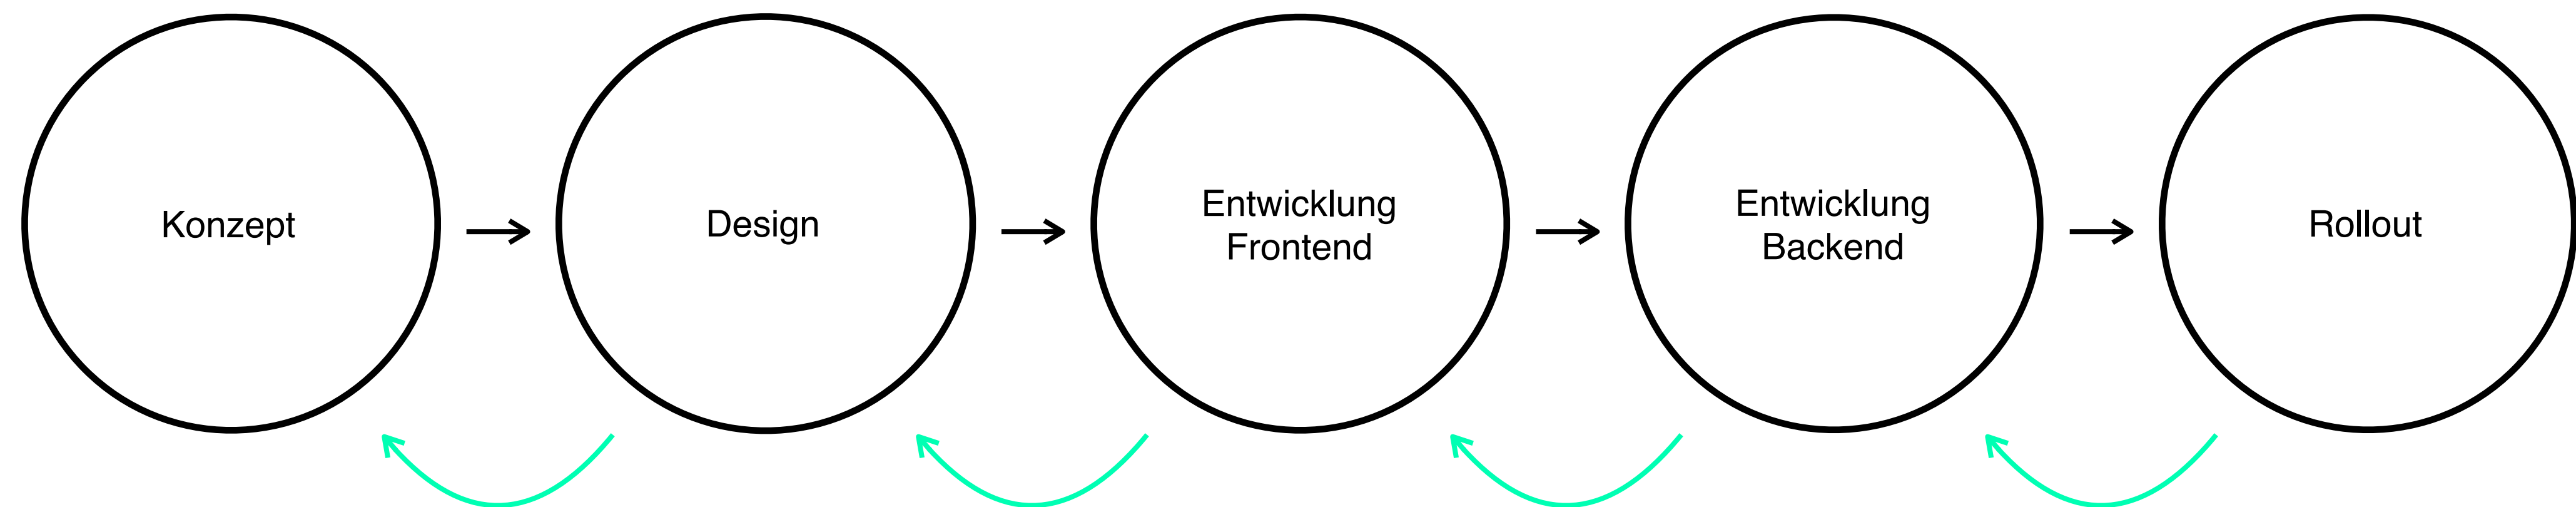 Konzept
Design
Entwicklung
Frontend
Entwicklung
Backend
Rollout